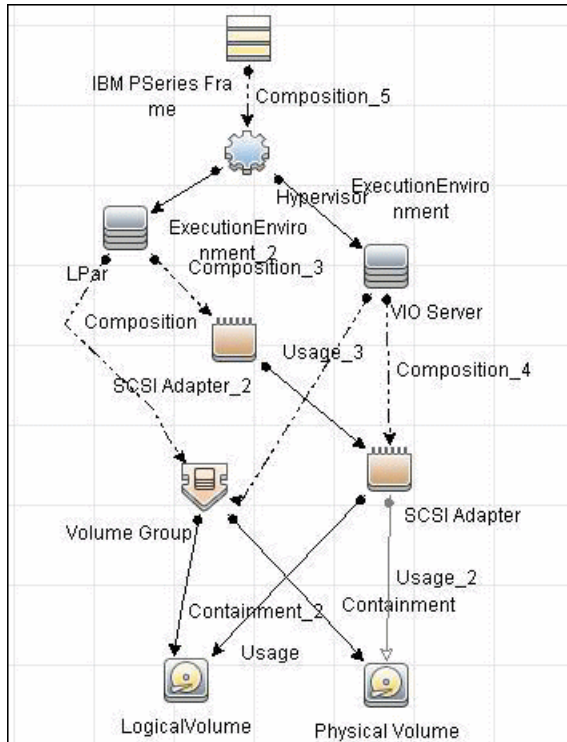 IBM PSeries Fra
me
Composition_5
Hypervisor
ExecutionEnviro
nment
ExecutionEnviro
nment_2
LPar
Composition_3
VIO Server
Composition
Usage_3
Composition_4
SCSI Adapter_2
SCSI Adapter
Volume Group
Usage_2
Containment_2
Containment
Usage
LogicalVolume
Physical Volume